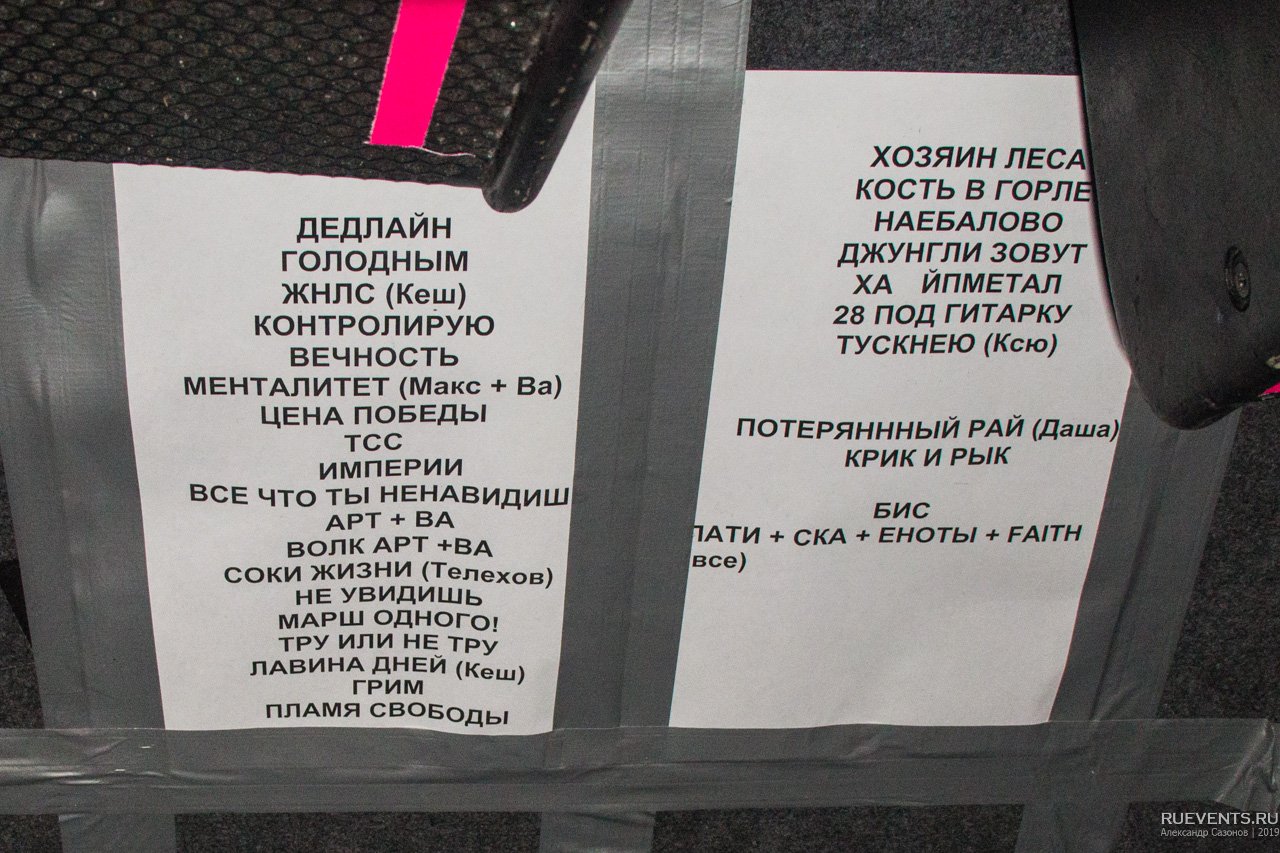 ДЕДЛАЙН
ГОЛОДНЫМ
ЖНЛС (Кеш)
КОНТРОЛИРУЮ
ВЕЧНОСТЬ
МЕНТАЛИТЕТ (Макс + Ва)
ЦЕНА ПОБЕДЫ
ТСС
ИМПЕРИИ
ВСЕ ЧТО ТЫ НЕНАВИДИШ
АРТ + ВА
ВОЛК АРТ +ВА
СОКИ ЖИЗНИ (Телехов)
НЕ УВИДИШЬ
МАРШ ОДНОГО!
ТРУ ИЛИ НЕ ТРУ
ЛАВИНА ДНЕЙ (Кеш)
ГРИМ
ПЛАМЯ СВОБОДЫ
ХОЗЯИН ЛЕСА
КОСТЬ В ГОРЛЕ
НАЕБАЛОВО
ДЖУНГЛИ ЗОВУТ
ХА ЙПМЕТАЛ
28 ПОД ГИТАРКУ
ТУСКНЕЮ (Ксю)
ПОТЕРЯНННЫЙ РАЙ (Даша)
КРИК И РЫК
БИС
ПАТИ + СКА + ЕНОТЫ + FAITH
все)
RUEVENTS.RU
Александр Сазонов | 2019